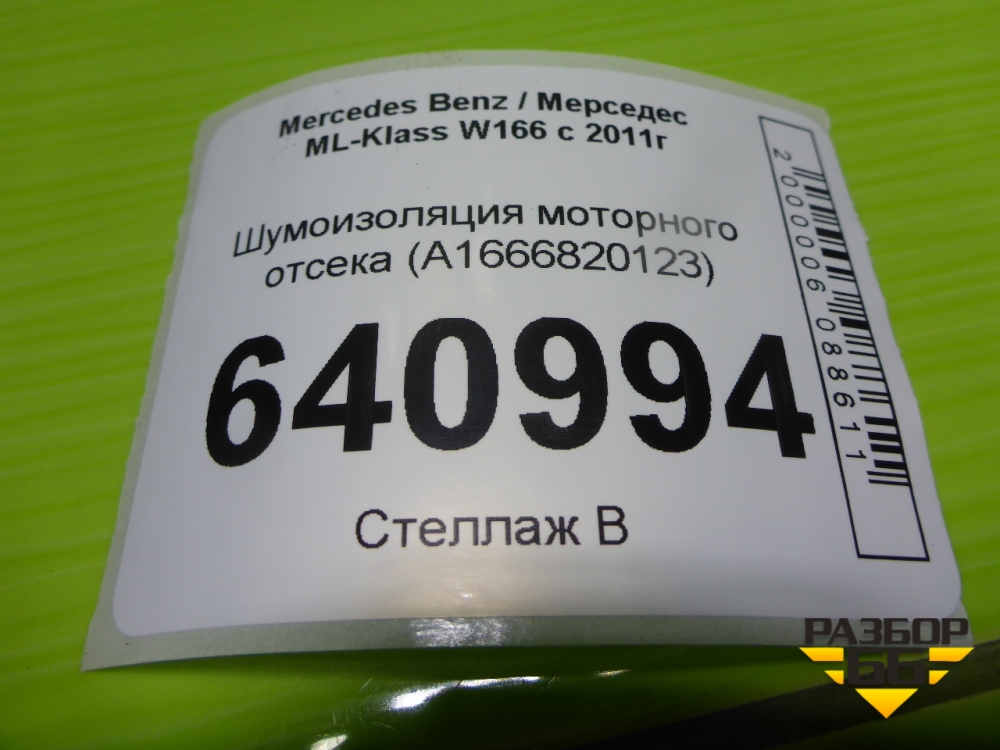 Mercedes Benz / Мерседес
ML-Klass W166 с 2011г
Шумоизоляция моторного
отсека (A1666820123)
640994
Стеллаж В
2000006088611
РАЗБОР
66